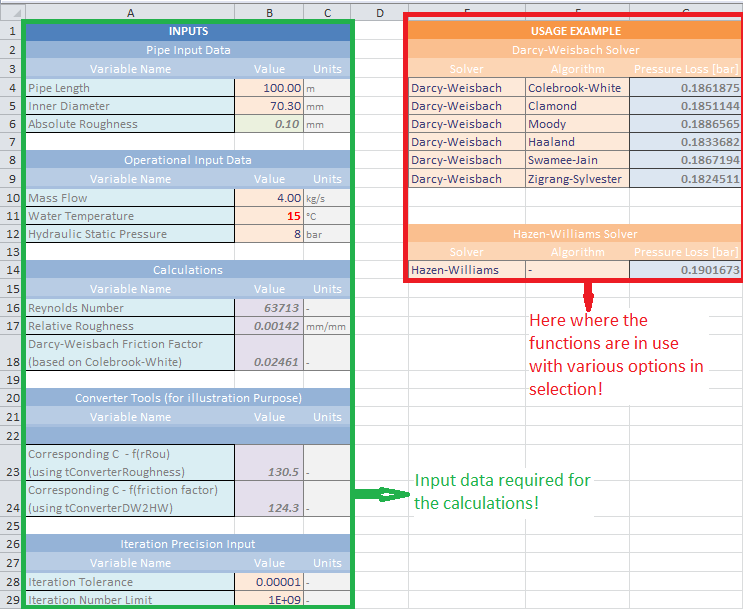 A B C D E F G
1 INPUTS USAGE EXAMPLE
2 Pipe Input Data Darcy-Weisbach Solver
3 Variable Name Value Units Solver Algorithm Pressure Loss [bar]
4 Pipe Length 100.00 m Darcy-Weisbach Colebrook-White 0.1861875
5 Inner Diameter 70.30 mm Darcy-Weisbach Clamond 0.1851144
6 Absolute Roughness 0.10 mm Darcy-Weisbach Moody 0.1886565
7 Darcy-Weisbach Haaland 0.1833682
8 Operational Input Data Darcy-Weisbach Swamee-Jain 0.1867194
9 Variable Name Value Units Darcy-Weisbach Zigrang-Sylvester 0.1824511
10 Mass Flow 4.00 kg/s
11 Water Temperature 15 °C
12 Hydraulic Static Pressure 8 bar Hazen-Williams Solver
13 Solver Algorithm Pressure Loss [bar]
14 Calculations Hazen-Williams - 0.1901673
15 Variable Name Value Units
16 Reynolds Number 63713 -
17 Relative Roughness 0.00142 mm/mm
Darcy-Weisbach Friction Factor
18 (based on Colebrook-White) 0.02461 -
19
20 Converter Tools (for illustration Purpose)
21 Variable Name Value Units
22
Corresponding C - f(rRou)
23 (using tConverterRoughness) 130.5 -
Corresponding C - f(friction factor)
24 (using tConverterDW2HW) 124.3 -
25
26 Iteration Precision Input
27 Variable Name Value Units
28 Iteration Tolerance 0.00001 -
29 Iteration Number Limit 1E+09 -
Here where the
functions are in use
with various options in
selection!
Input data required for
the calculations!